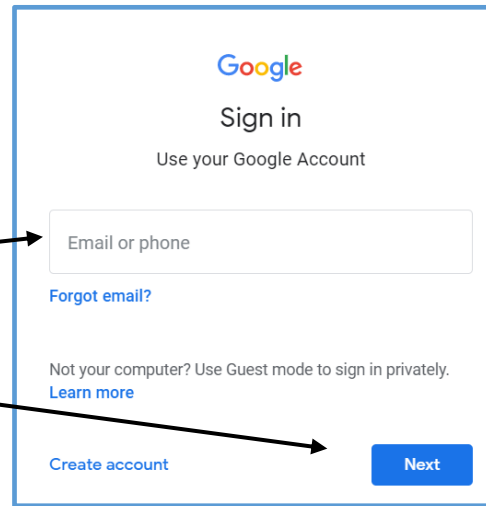 Google
Sign in
Use your Google Account
Email or phone
Forgot email?
Not your computer? Use Guest mode to sign in privately.
Learn more
Create account
Next